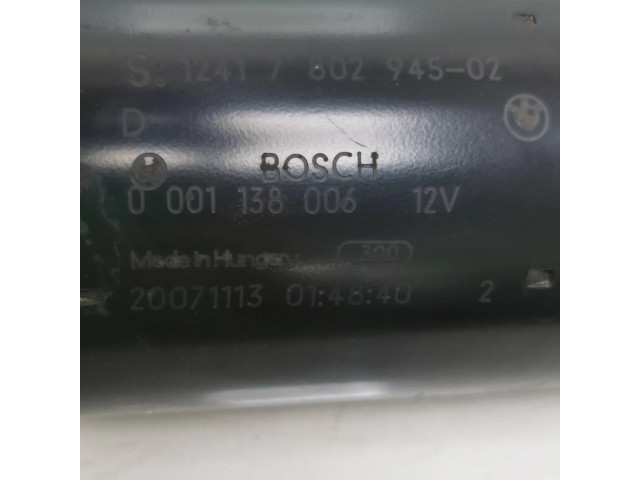 S: 1241 7 802 945-02
D
BOSCH
0 001 138 006 12V
Made in Hungary 300
20071113 01:48:40 2